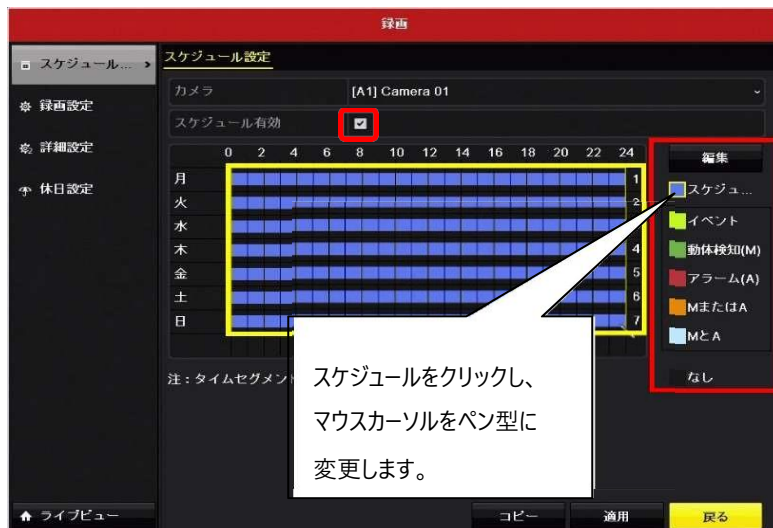 録画
スケジュール...
録画設定
詳細設定
休日設定
ライブビュー
スケジュール設定
カメラ [A1] Camera 01
スケジュール有効
0 2 4 6 8 10 12 14 16 18 20 22 24
月 1
火 2
水
木 4
金 5
土 6
日 7
編集
スケジュ...
イベント
動体検知(M)
アラーム(A)
MまたはA
MとA
なし
注：タイムセグメント
スケジュールをクリックし、
マウスカーソルをペン型に
変更します。
コピー 適用 戻る